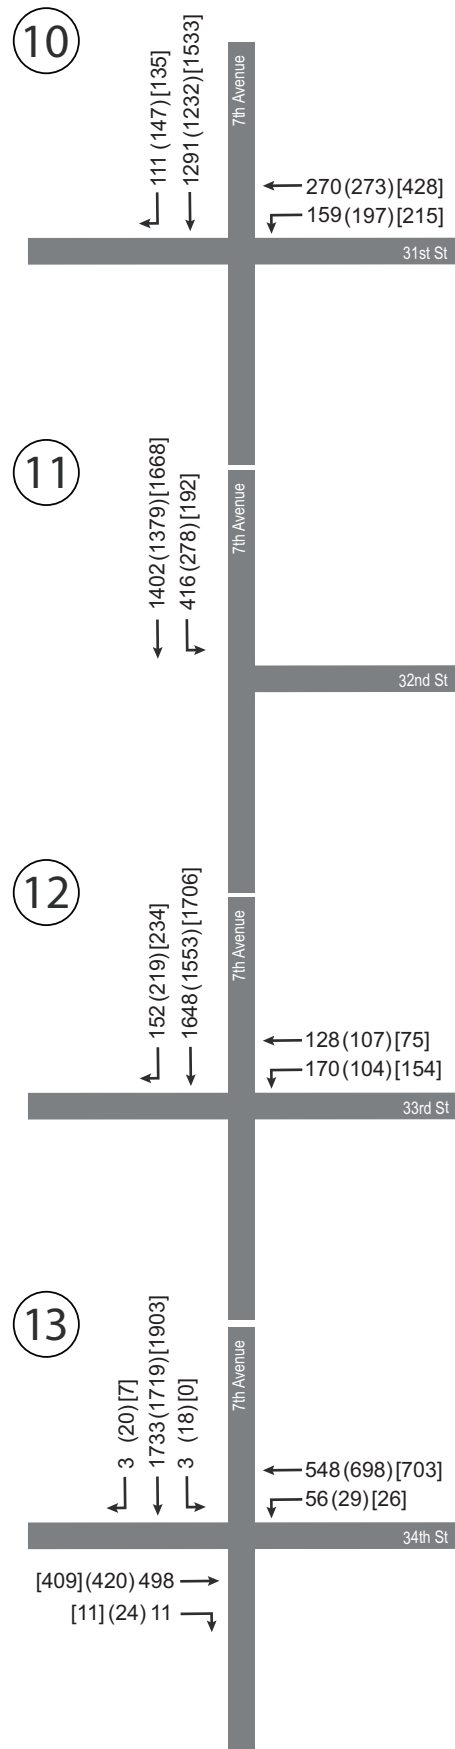 10
111 (147)[135]
1291(1232)[1533]
7th Avenue
270(273)[428]
159(197)[215]
31st St
11
1402(1379)[1668]
416(278)[192]
7th Avenue
32nd St
12
152(219)[234]
1648(1553)[1706]
7th Avenue
128(107)[75]
170(104)[154]
33rd St
13
3 (20)[7]
1733(1719)[1903]
3 (18)[0]
7th Avenue
548(698)[703]
56(29)[26]
34th St
[409](420)498
[11](24)11